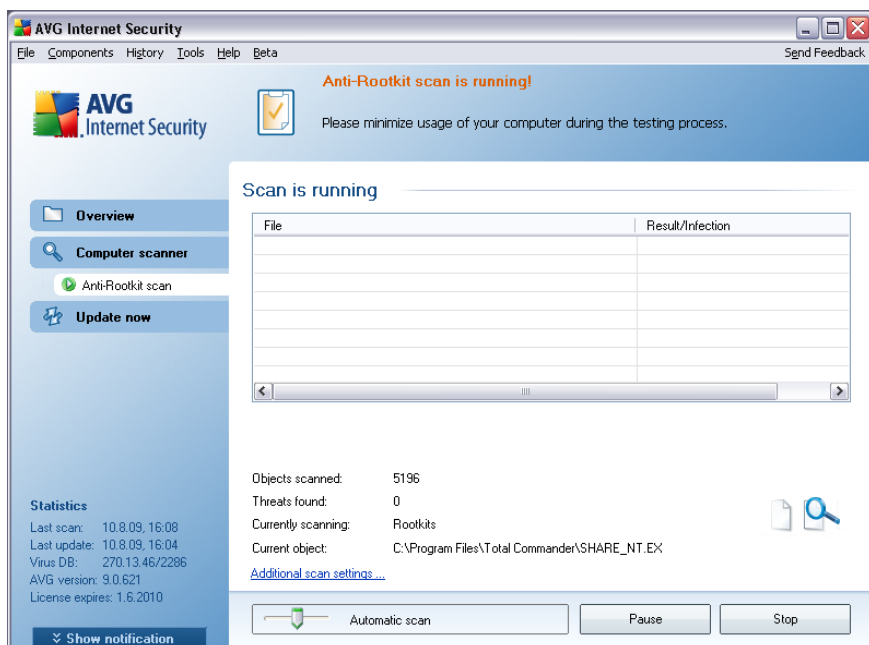 AVG Internet Security
File Components History Tools Help Beta Send Feedback
AVG
Internet Security
Anti-Rootkit scan is running!
Please minimize usage of your computer during the testing process.
Overview
Computer scanner
Anti-Rootkit scan
Update now
Scan is running
File Result/Infection
Objects scanned: 5196
Threats found: 0
Currently scanning: Rootkits
Current object: C:\Program Files\Total Commander\SHARE_NT.EX
Additional scan settings ...
Statistics
Last scan: 10.8.09, 16:08
Last update: 10.8.09, 16:04
Virus DB: 270.13.46/2286
AVG version: 9.0.621
License expires: 1.6.2010
Show notification
Automatic scan Pause Stop